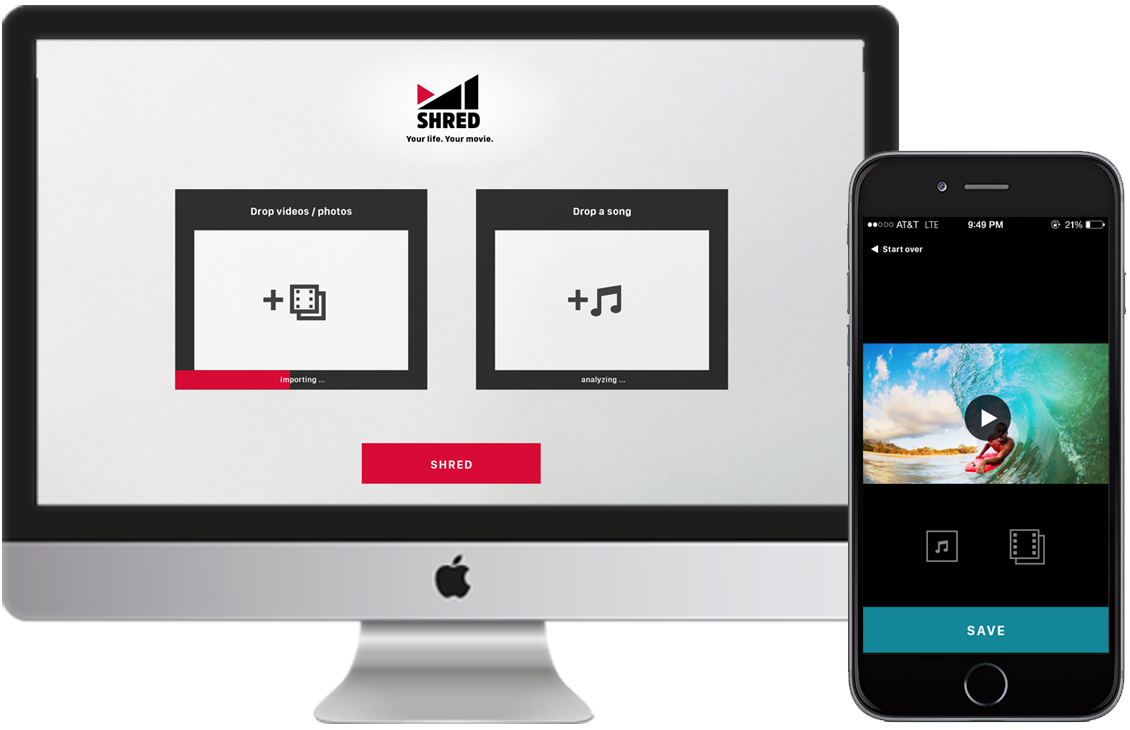 SHRED
Your life. Your movie.
Drop videos / photos
Drop a song
importing ...
analyzing ...
SHRED
AT&T LTE 9:49 PM 21%
Start over
SAVE